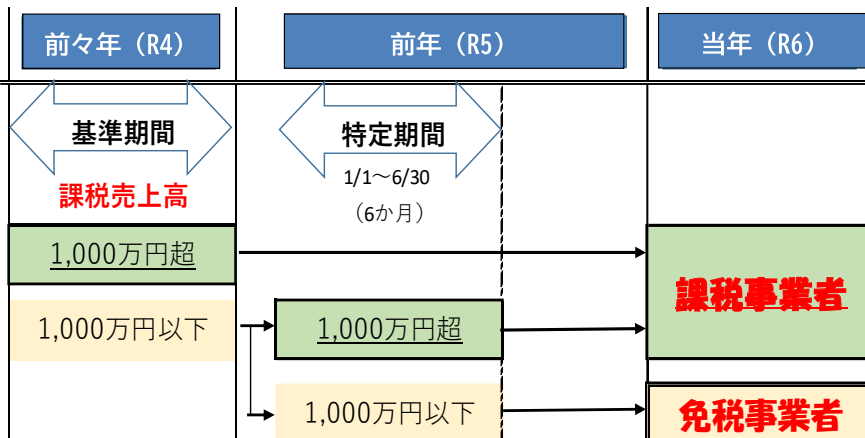 前々年（R4）
前年（R5）
当年（R6）
基準期間
特定期間
課税売上高
1/1～6/30
（6か月）
1,000万円超
課税事業者
1,000万円以下
1,000万円超
1,000万円以下
免税事業者